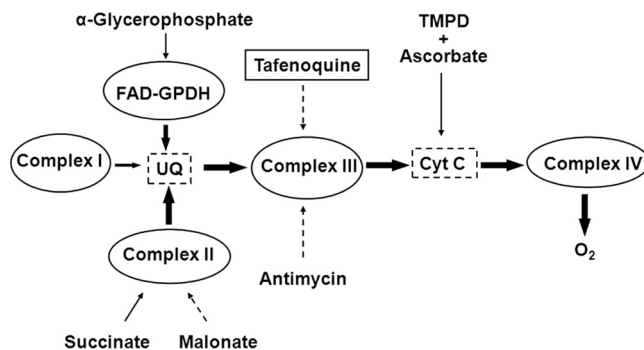 α-Glycerophosphate
TMPD
+
Ascorbate
Tafenoquine
FAD-GPDH
Complex I
UQ
Complex III
Cyt C
Complex IV
Complex II
O₂
Antimycin
Succinate
Malonate